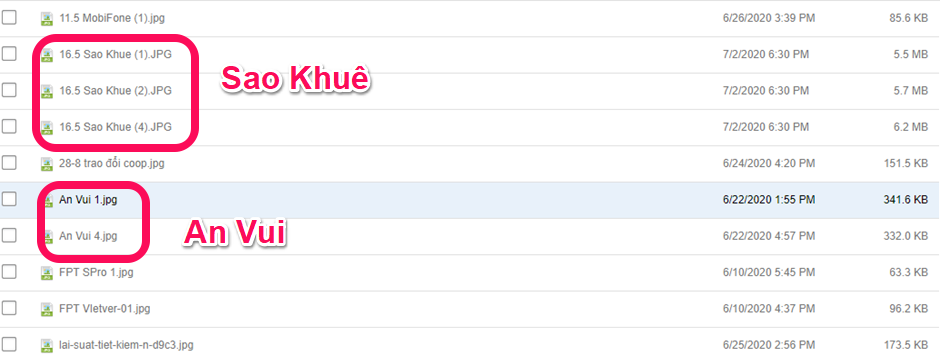 11.5 MobiFone (1).jpg 6/26/2020 3:39 PM 85.6 KB
16.5 Sao Khue (1).JPG 7/2/2020 6:30 PM 5.5 MB
Sao Khuê
16.5 Sao Khue (2).JPG 7/2/2020 6:30 PM 5.7 MB
16.5 Sao Khue (4).JPG 7/2/2020 6:30 PM 6.2 MB
28-8 trao đổi coop.jpg 6/24/2020 4:20 PM 151.5 KB
An Vui 1.jpg 6/22/2020 1:55 PM 341.6 KB
An Vui
An Vui 4.jpg 6/22/2020 4:57 PM 332.0 KB
FPT SPro 1.jpg 6/10/2020 5:45 PM 63.3 KB
FPT VIetver-01.jpg 6/10/2020 4:37 PM 96.2 KB
lai-suat-tiet-kiem-n-d9c3.jpg 6/25/2020 2:56 PM 173.5 KB